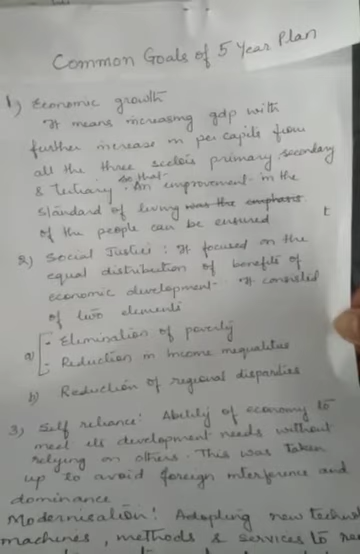 Common Goals of 5 Year Plan
1) Economic growth
It means increasing gdp with
further increase in per capita from
all the three sectors primary, secondary
& Tertiary. so that An improvement in the
standard of living was the emphasis
of the people can be ensured t
2) Social Justice : It focused on the
equal distribution of benefits of
economic development. It consisted
of two elements
a) - Elimination of poverty
- Reduction in Income inequalities
b) Reduction of regional disparities
3) Self reliance: Ability of economy to
meet its development needs without
relying on others. This was taken
up to avoid foreign interference and
dominance
Modernisation: Adopting new
machines, methods & services to